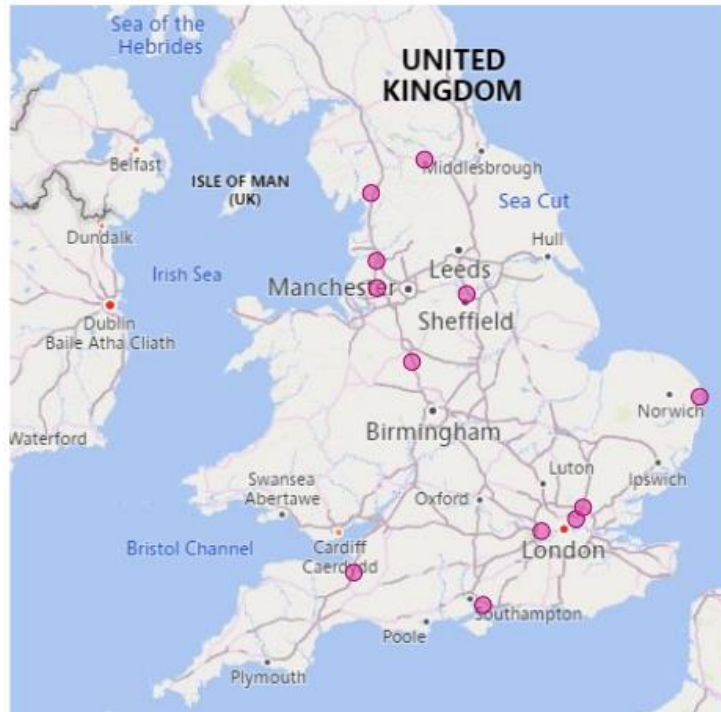 Sea of the
Hebrides
UNITED
KINGDOM
Belfast
Middlesbrough
ISLE OF MAN
(UK)
Sea Cut
Dundalk
Hull
Leeds
Irish Sea
Manchester
Dublin
Baile Atha Cliath
Sheffield
Norwich
Birmingham
Waterford
Luton
Ipswich
Swansea
Abertawe
Oxford
Bristol Channel
Cardiff
London
Southampton
Poole
Plymouth